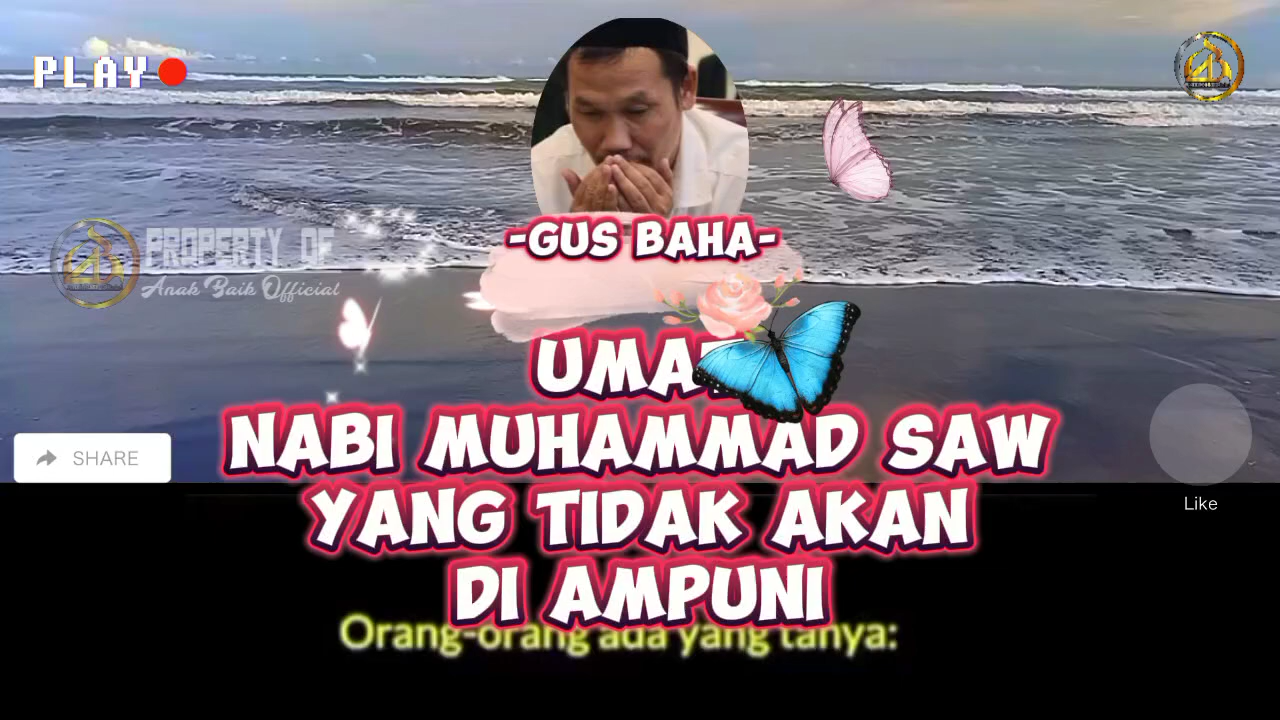 PLAY
-GUS BAHA-
PROPERTY OF
Anak Baik Official
UMAT
NABI MUHAMMAD SAW
YANG TIDAK AKAN
DI AMPUNI
SHARE
Like
Orang-orang ada yang tanya: